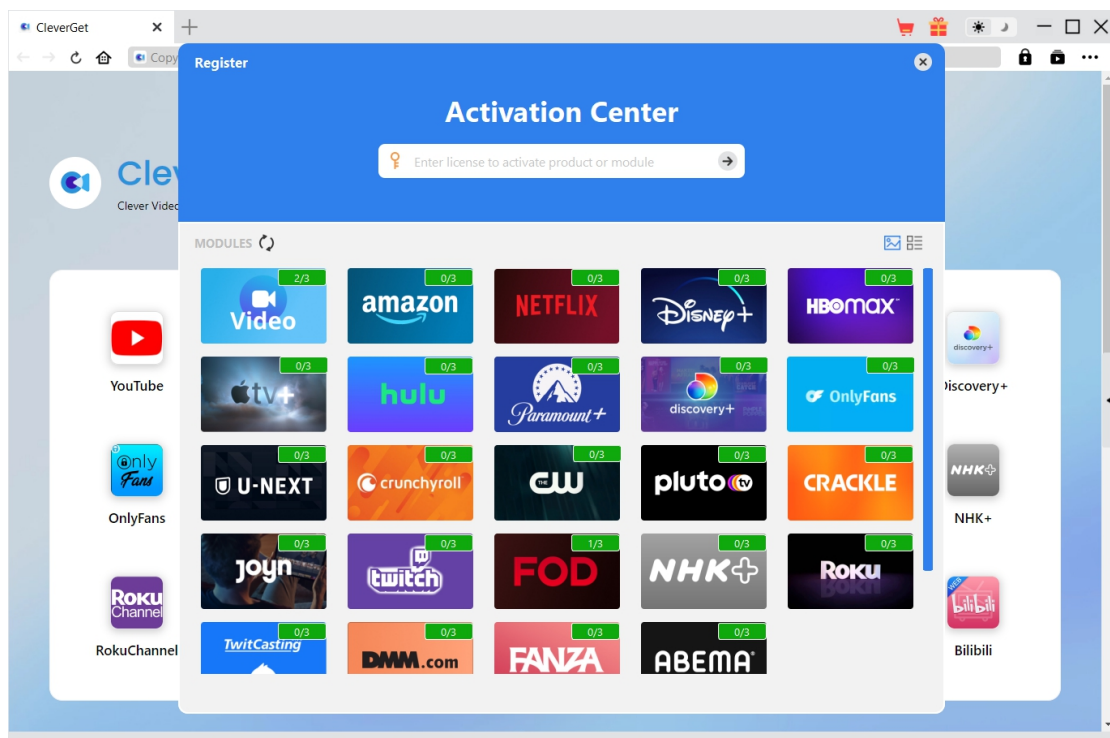 CleverGet
Copy
Register
Activation Center
Enter license to activate product or module
Clever Video
MODULES
2/3
Video
0/3
amazon
0/3
NETFLIX
0/3
Disney+
0/3
HBOmax
0/3
tv+
0/3
hulu
0/3
Paramount+
0/3
discovery+
0/3
OnlyFans
0/3
U-NEXT
0/3
crunchyroll
0/3
THE CW
0/3
pluto tv
0/3
CRACKLE
0/3
joyn
0/3
twitch
1/3
FOD
0/3
NHK+
0/3
ROKU
0/3
TwitCasting
0/3
DMM.com
0/3
FANZA
0/3
ABEMA
YouTube
discovery+
Discovery+
Only
Fans
OnlyFans
NHK+
NHK+
ROKU
Channel
RokuChannel
WEB
bilibili
Bilibili